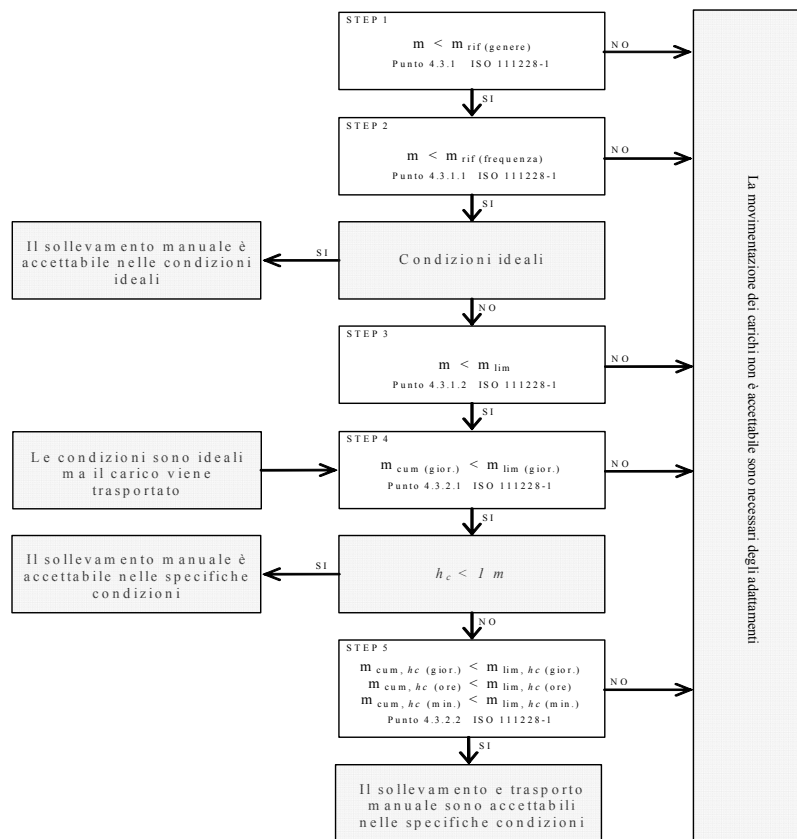 STEP 1
m < m rif (genere)
Punto 4.3.1 ISO 111228-1
NO
SI
STEP 2
m < m rif (frequenza)
Punto 4.3.1.1 ISO 111228-1
NO
SI
Il sollevamento manuale è
accettabile nelle condizioni
ideali
SI
Condizioni ideali
NO
STEP 3
m < m lim
Punto 4.3.1.2 ISO 111228-1
NO
SI
Le condizioni sono ideali
ma il carico viene
trasportato
STEP 4
m cum (gior.) < m lim (gior.)
Punto 4.3.2.1 ISO 111228-1
NO
SI
Il sollevamento manuale è
accettabile nelle specifiche
condizioni
SI
hc < 1 m
NO
STEP 5
m cum, hc (gior.) < m lim, hc (gior.)
m cum, hc (ore) < m lim, hc (ore)
m cum, hc (min.) < m lim, hc (min.)
Punto 4.3.2.2 ISO 111228-1
NO
SI
Il sollevamento e trasporto
manuale sono accettabili
nelle specifiche condizioni
La movimentazione dei carichi non è accettabile sono necessari degli adattamenti